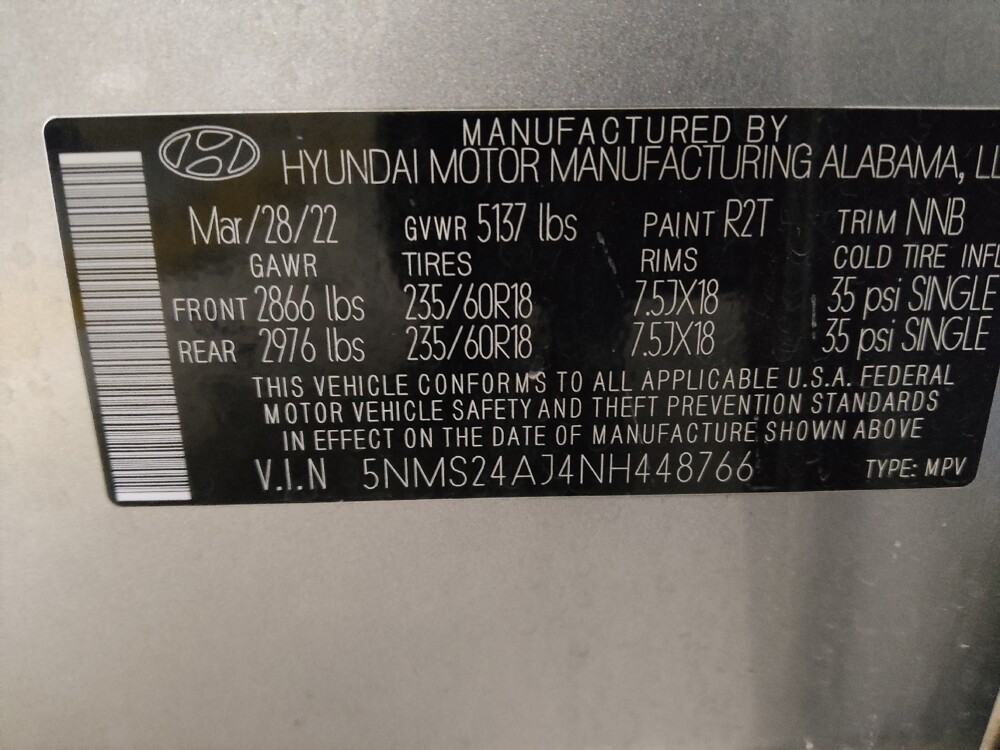 MANUFACTURED BY
HYUNDAI MOTOR MANUFACTURING ALABAMA,
Mar/28/22 GVWR 5137 lbs PAINT R2T TRIM NNB
GAWR TIRES RIMS COLD TIRE
FRONT 2866 lbs 235/60R18 7.5JX18 35 psi SINGLE
REAR 2976 lbs 235/60R18 7.5JX18 35 psi SINGLE
THIS VEHICLE CONFORMS TO ALL APPLICABLE U.S.A. FEDERAL
MOTOR VEHICLE SAFETY AND THEFT PREVENTION STANDARDS
IN EFFECT ON THE DATE OF MANUFACTURE SHOWN ABOVE
V.I.N 5NMS24AJ4NH448766 TYPE: MPV